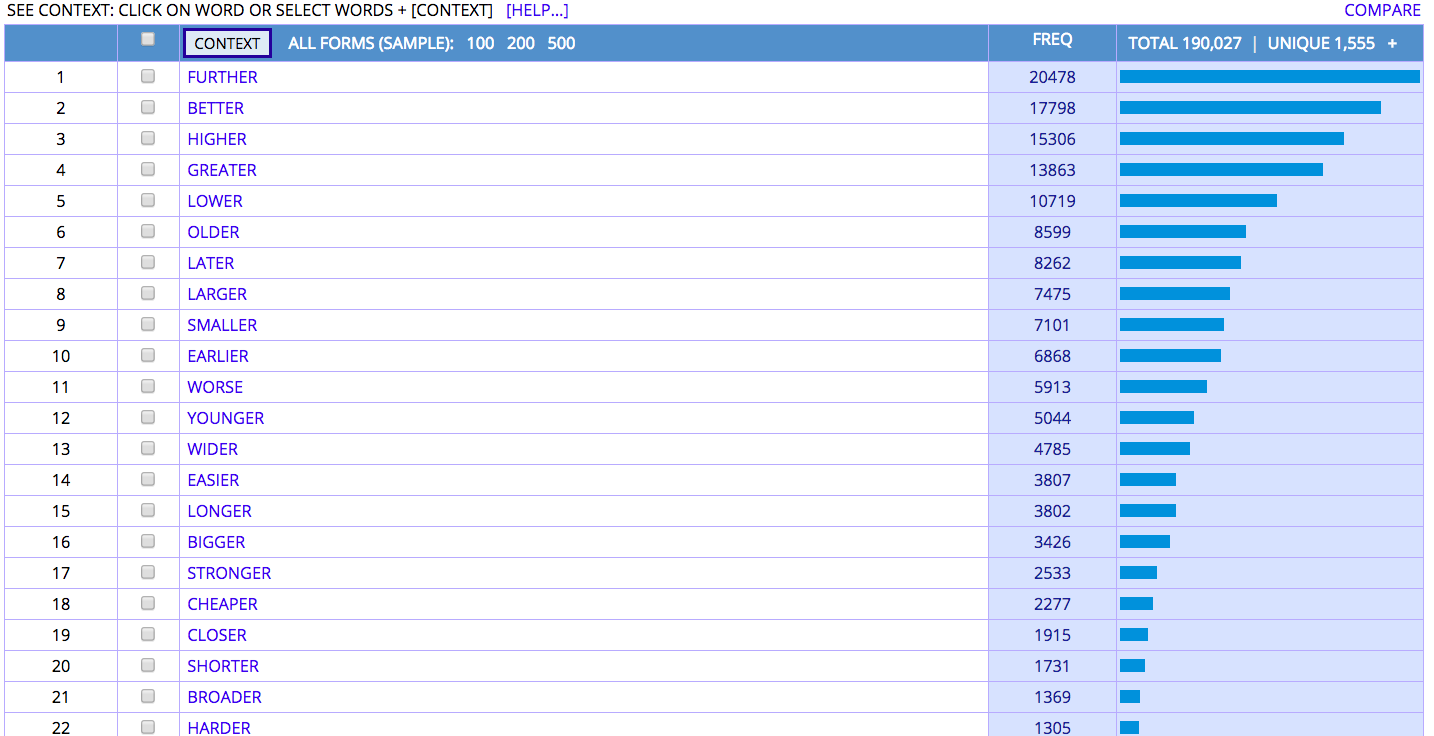 SEE CONTEXT: CLICK ON WORD OR SELECT WORDS + [CONTEXT] [HELP...] COMPARE
CONTEXT ALL FORMS (SAMPLE): 100 200 500 FREQ TOTAL 190,027 | UNIQUE 1,555 +
1 FURTHER 20478
2 BETTER 17798
3 HIGHER 15306
4 GREATER 13863
5 LOWER 10719
6 OLDER 8599
7 LATER 8262
8 LARGER 7475
9 SMALLER 7101
10 EARLIER 6868
11 WORSE 5913
12 YOUNGER 5044
13 WIDER 4785
14 EASIER 3807
15 LONGER 3802
16 BIGGER 3426
17 STRONGER 2533
18 CHEAPER 2277
19 CLOSER 1915
20 SHORTER 1731
21 BROADER 1369
22 HARDER 1305